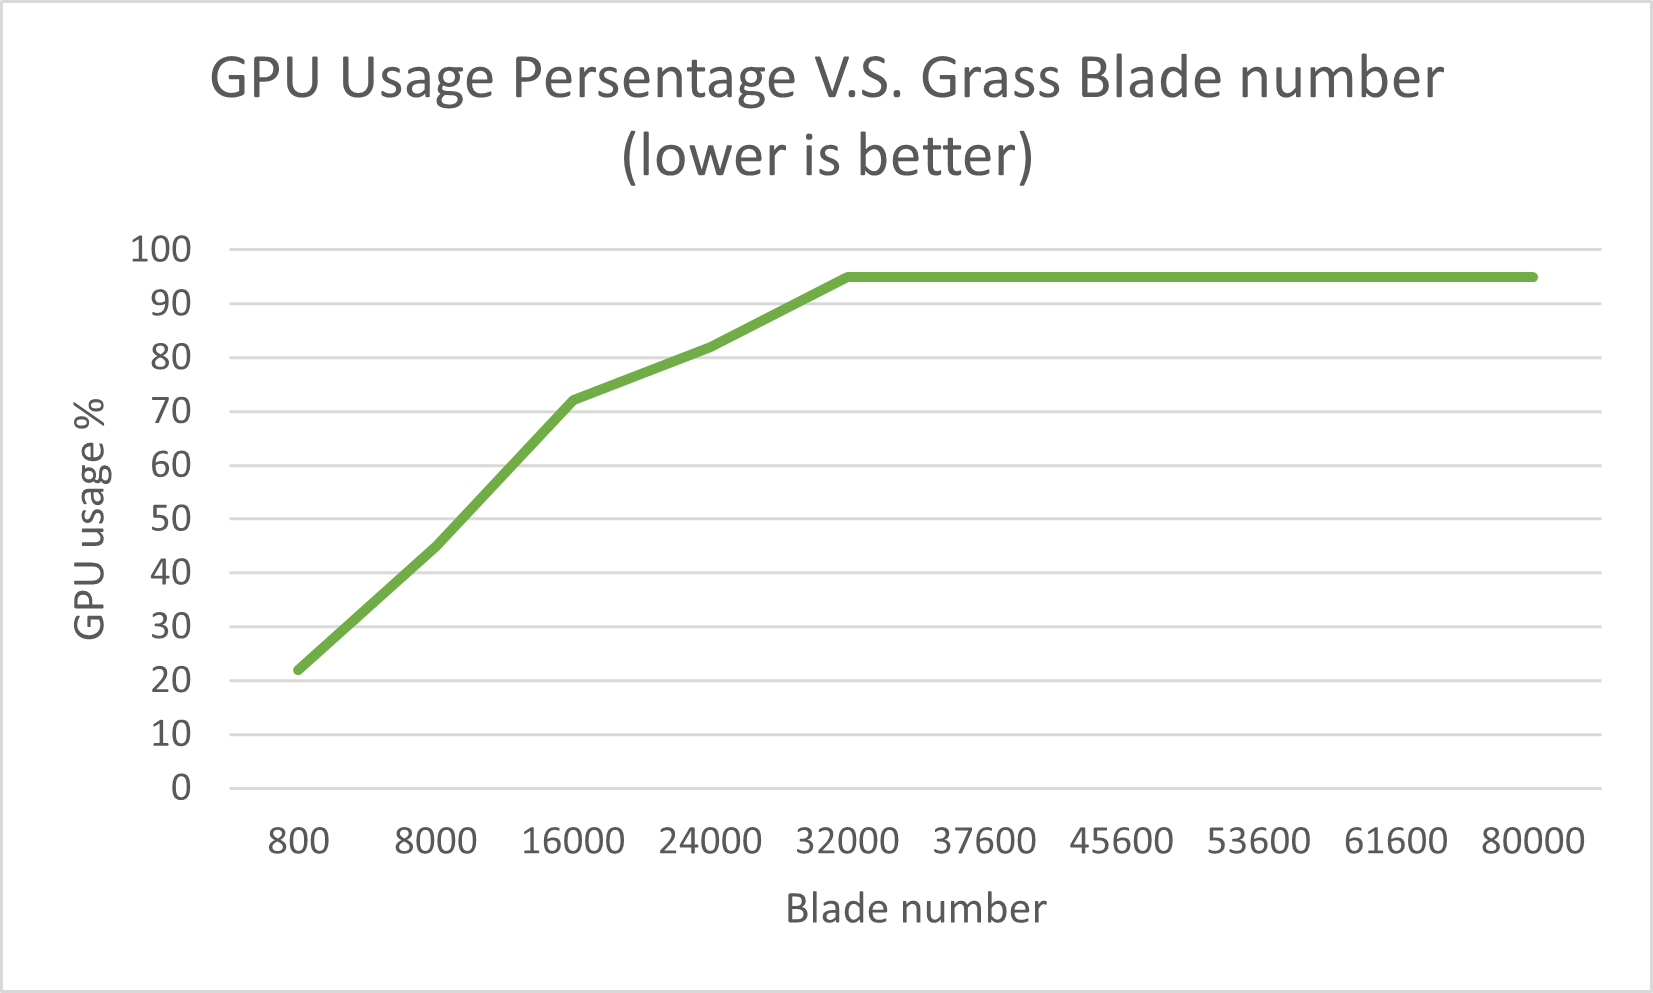 GPU Usage Persentage V.S. Grass Blade number
(lower is better)
100
90
80
70
60
50
40
30
20
10
0
GPU usage %
800 8000 16000 24000 32000 37600 45600 53600 61600 80000
Blade number